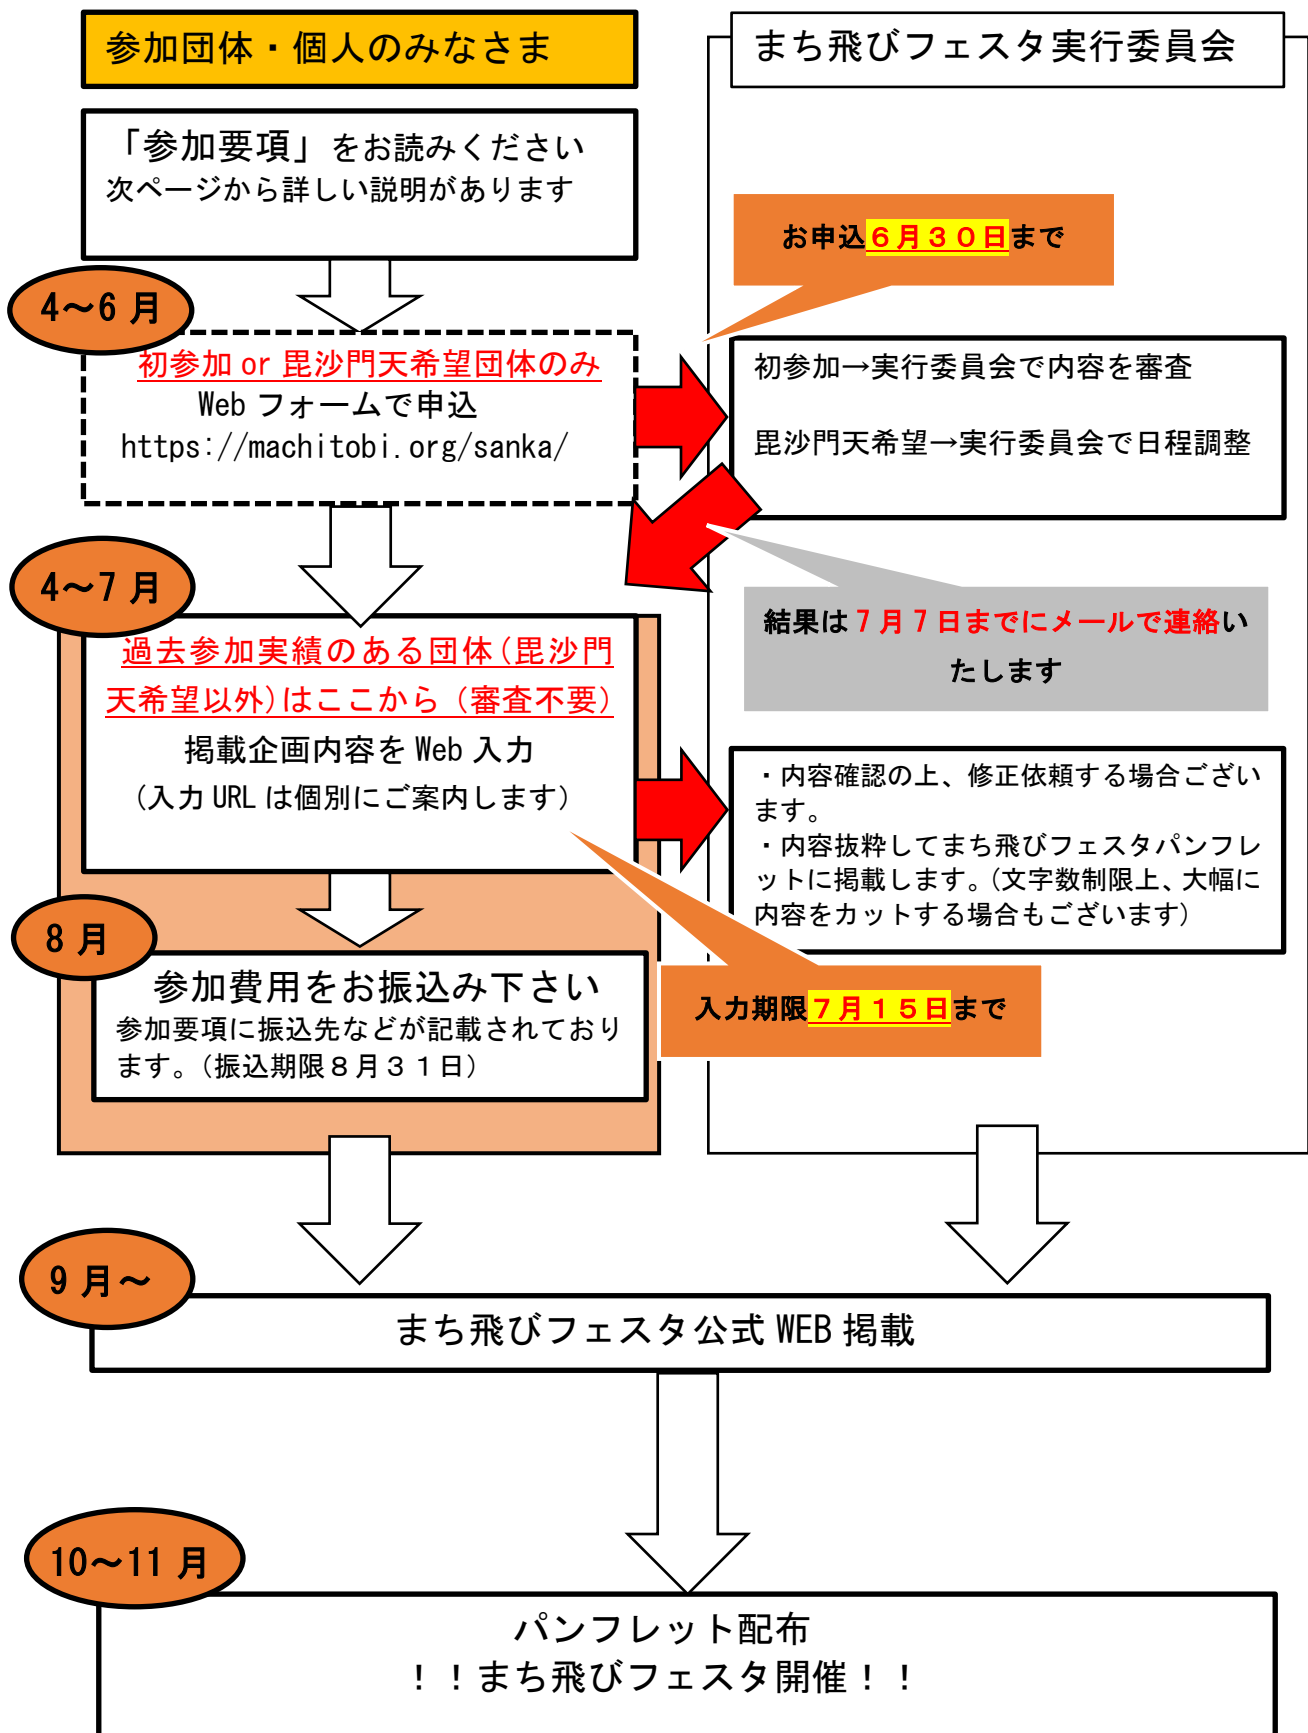 参加団体・個人のみなさま
まち飛びフェスタ実行委員会
「参加要項」をお読みください
次ページから詳しい説明があります
お申込６月３０日まで
4～6 月
初参加 or 毘沙門天希望団体のみ
Web フォームで申込
https://machitobi.org/sanka/
初参加→実行委員会で内容を審査
毘沙門天希望→実行委員会で日程調整
4～7 月
結果は 7 月 7 日までにメールで連絡い
たします
過去参加実績のある団体(毘沙門
天希望以外)はここから（審査不要）
掲載企画内容を Web 入力
（入力 URL は個別にご案内します）
・内容確認の上、修正依頼する場合ござい
ます。
・内容抜粋してまち飛びフェスタパンフレ
ットに掲載します。（文字数制限上、大幅に
内容をカットする場合もございます）
8 月
参加費用をお振込み下さい
参加要項に振込先などが記載されており
ます。（振込期限８月３１日）
入力期限７月１５日まで
9 月～
まち飛びフェスタ公式 WEB 掲載
10～11 月
パンフレット配布
！！まち飛びフェスタ開催！！